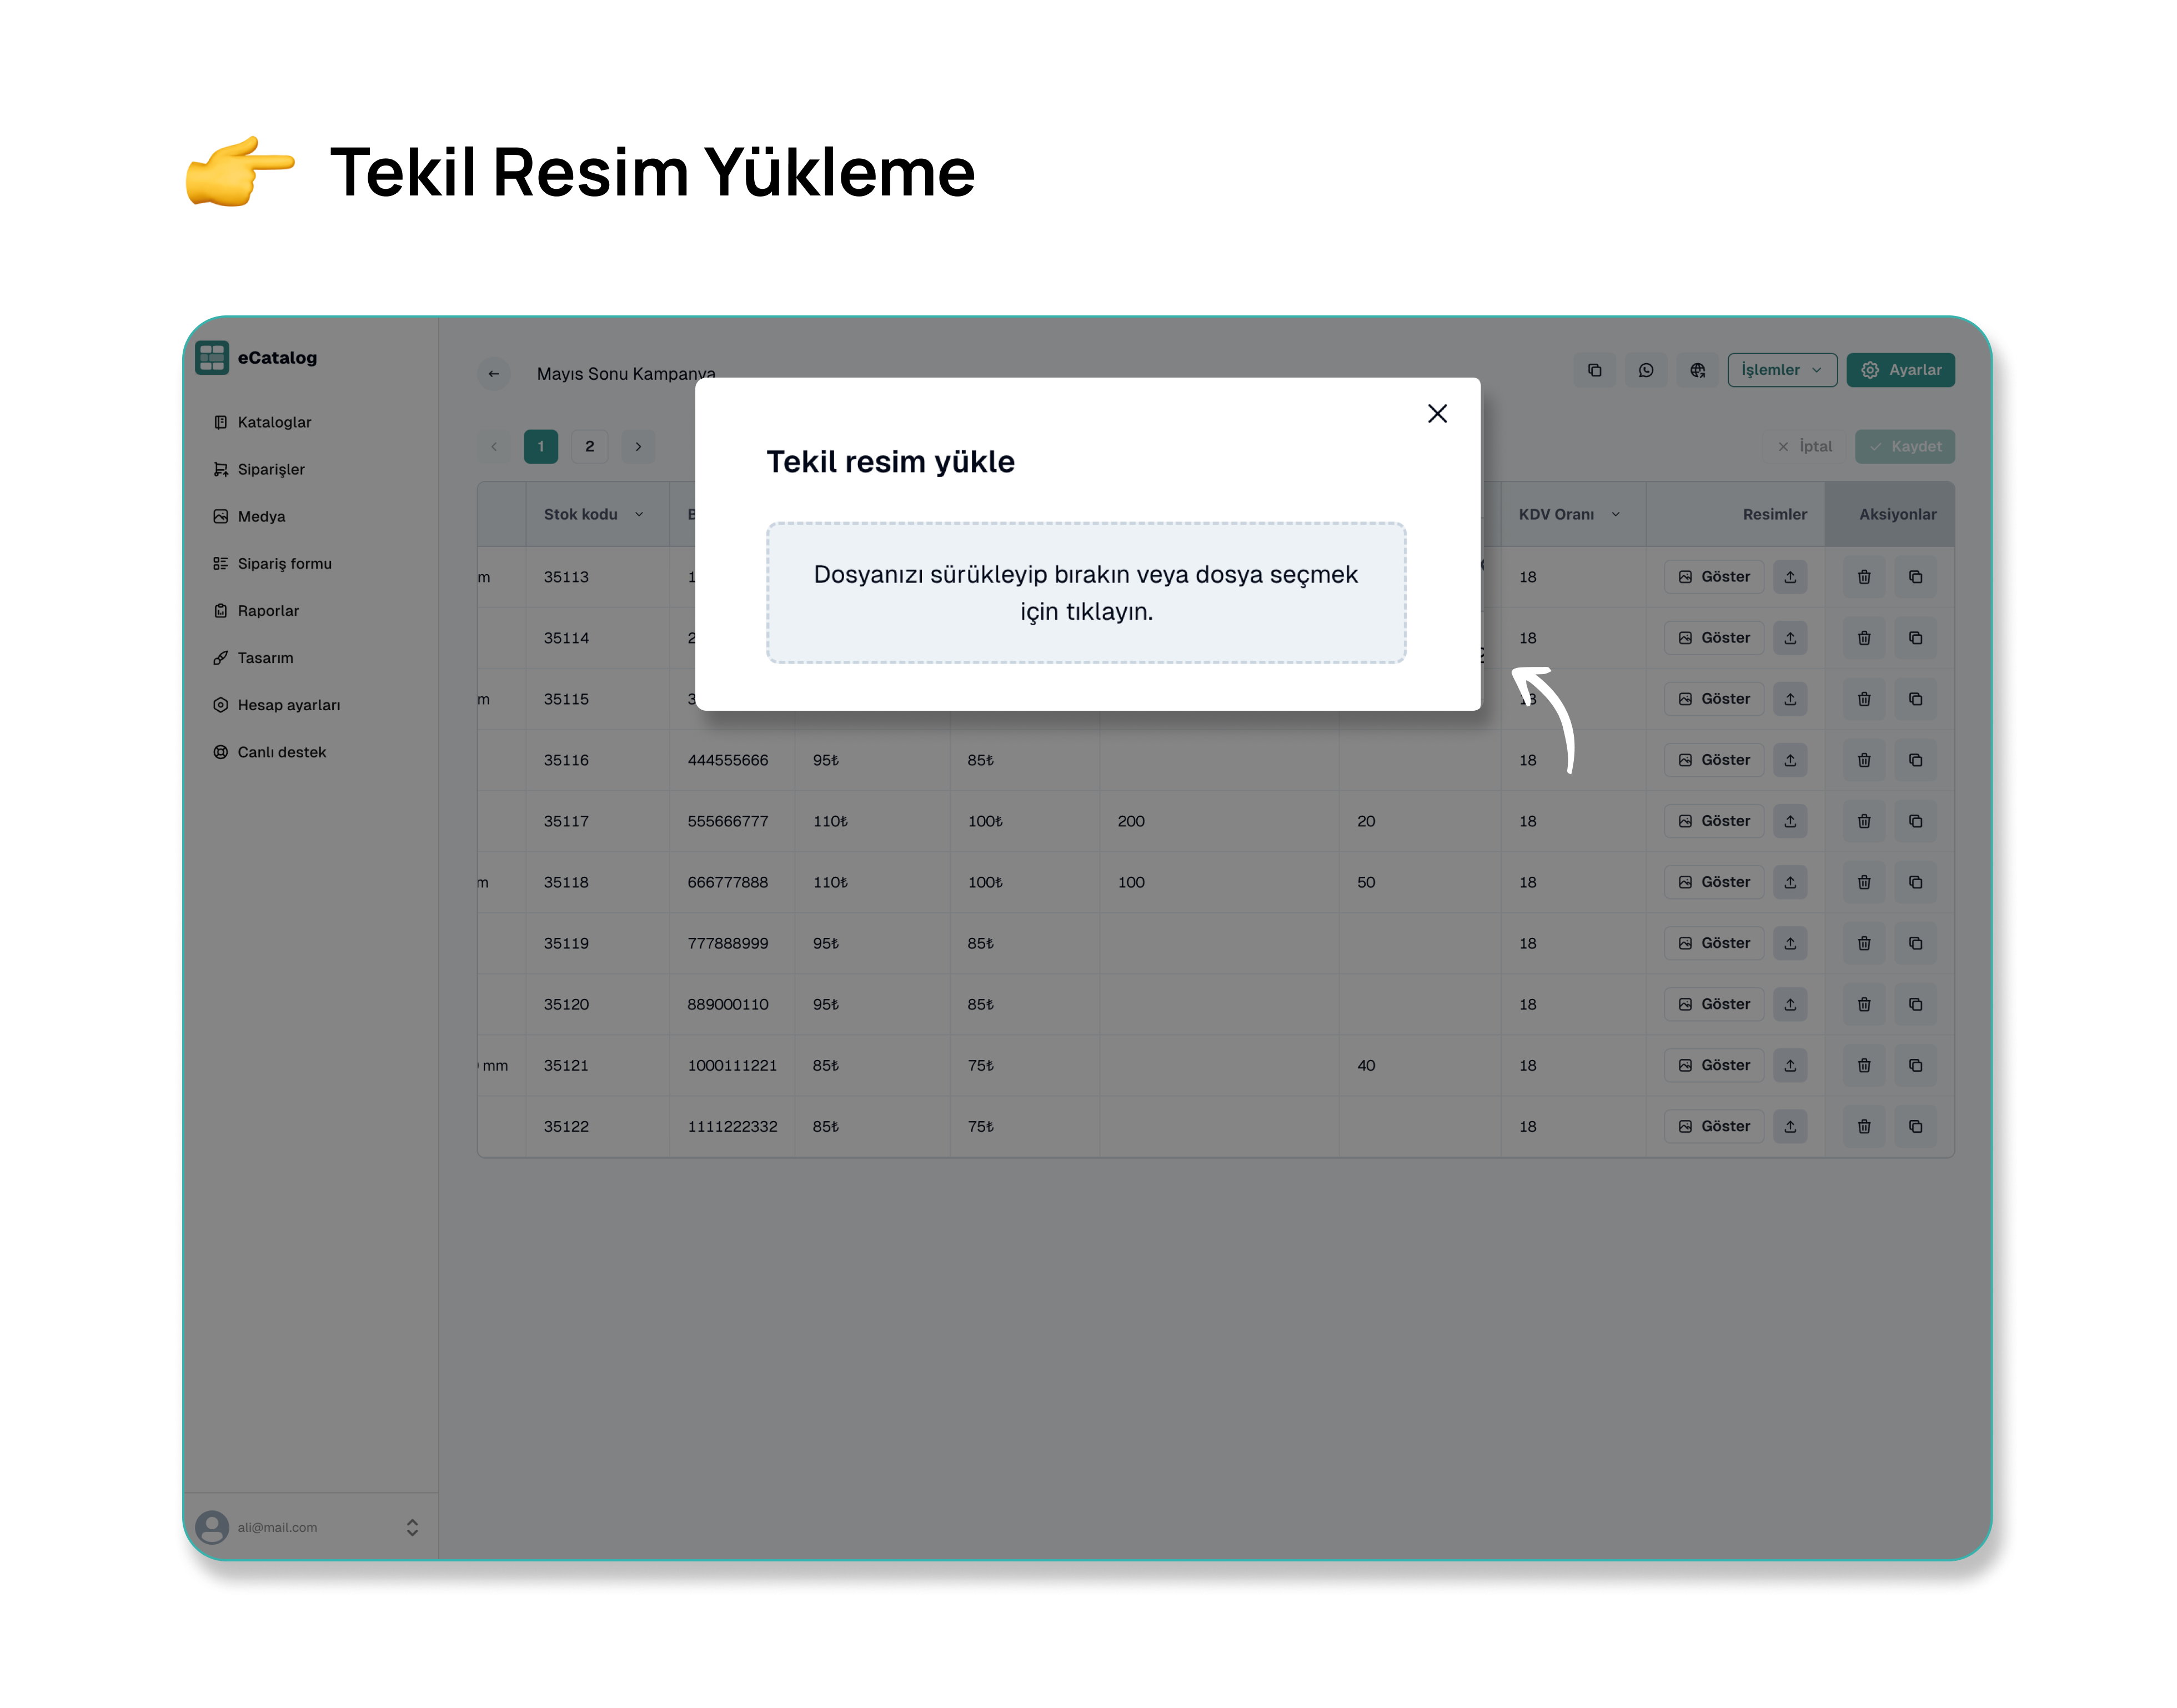 Tekil Resim Yükleme
eCatalog
Kataloglar
Siparişler
Medya
Sipariş formu
Raporlar
Tasarım
Hesap ayarları
Canlı destek
ali@mail.com
Mayıs Sonu Kampanya
İşlemler
Ayarlar
1 2
İptal Kaydet
Tekil resim yükle
Dosyanızı sürükleyip bırakın veya dosya seçmek
için tıklayın.
Stok kodu B KDV Oranı Resimler Aksiyonlar
m 35113 1 18 Göster
35114 2 18 Göster
m 35115 3 18 Göster
35116 444555666 95₺ 85₺ 18 Göster
35117 555666777 110₺ 100₺ 200 20 18 Göster
m 35118 666777888 110₺ 100₺ 100 50 18 Göster
35119 777888999 95₺ 85₺ 18 Göster
35120 889000110 95₺ 85₺ 18 Göster
mm 35121 1000111221 85₺ 75₺ 40 18 Göster
35122 1111222332 85₺ 75₺ 18 Göster